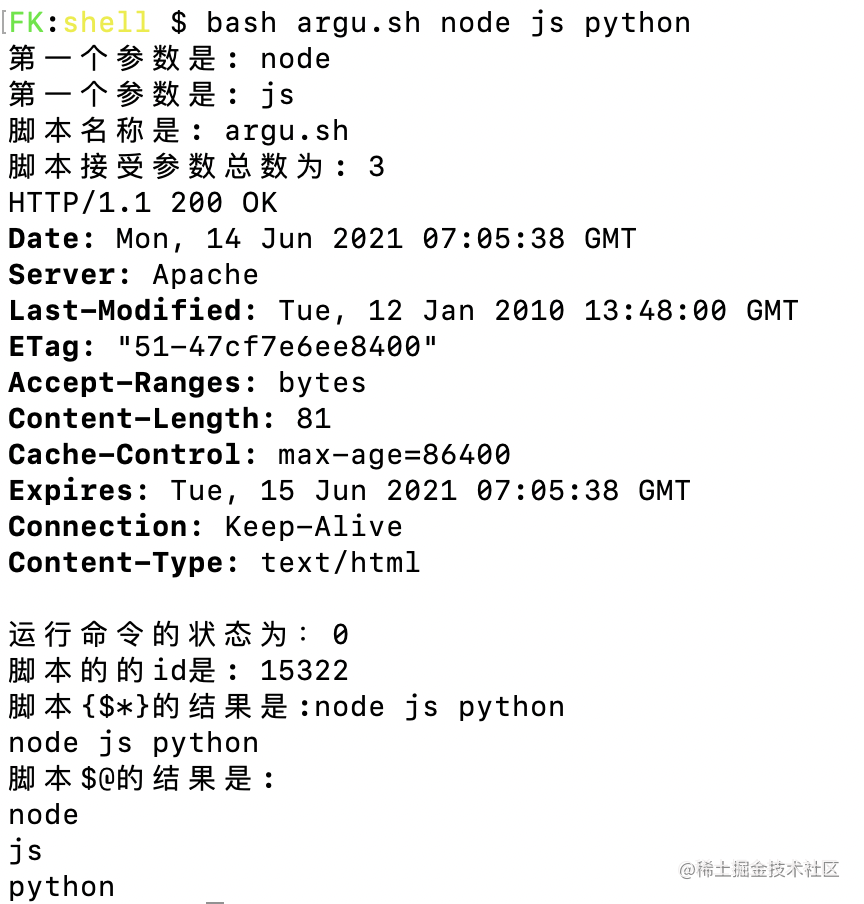 FK:shell $ bash argu.sh node js python
第一个参数是: node
第一个参数是: js
脚本名称是: argu.sh
脚本接受参数总数为: 3
HTTP/1.1 200 OK
Date: Mon, 14 Jun 2021 07:05:38 GMT
Server: Apache
Last-Modified: Tue, 12 Jan 2010 13:48:00 GMT
ETag: "51-47cf7e6ee8400"
Accept-Ranges: bytes
Content-Length: 81
Cache-Control: max-age=86400
Expires: Tue, 15 Jun 2021 07:05:38 GMT
Connection: Keep-Alive
Content-Type: text/html
运行命令的状态为: 0
脚本的的id是: 15322
脚本{$*}的结果是:node js python
node js python
脚本$@的结果是:
node
js
python
@稀土掘金技术社区